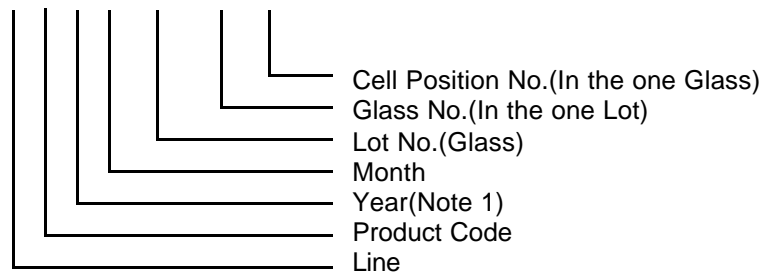 Cell Position No.(In the one Glass)
Glass No.(In the one Lot)
Lot No.(Glass)
Month
Year(Note 1)
Product Code
Line